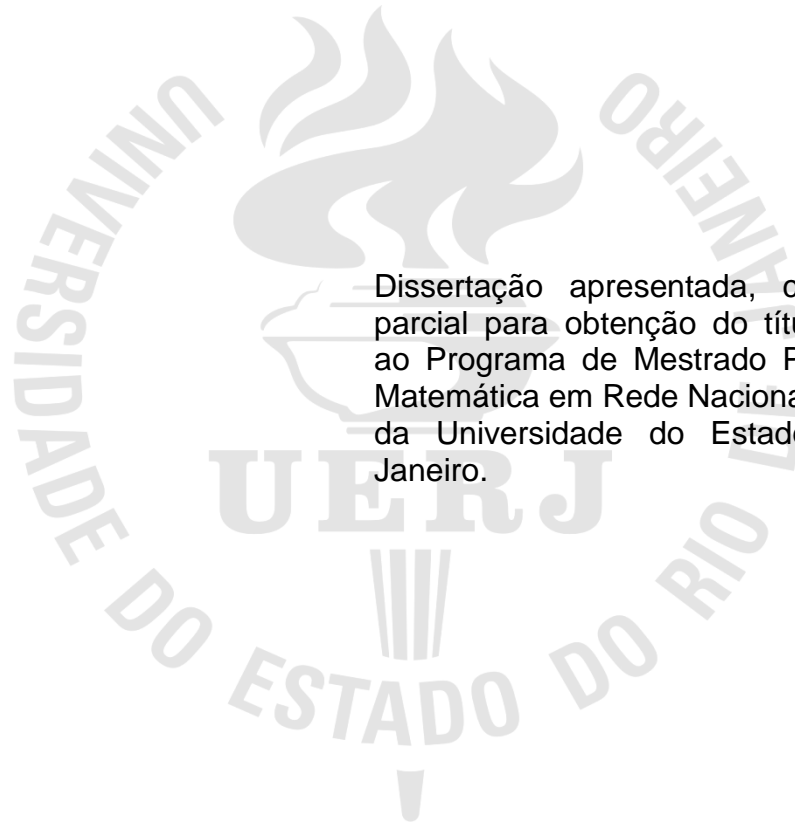 UNIVERSIDADE DO ESTADO DO RIO DE JANEIRO
UERJ
Dissertação apresentada,
parcial para obtenção do
ao Programa de Mestrado
Matemática em Rede
da Universidade do
Janeiro.